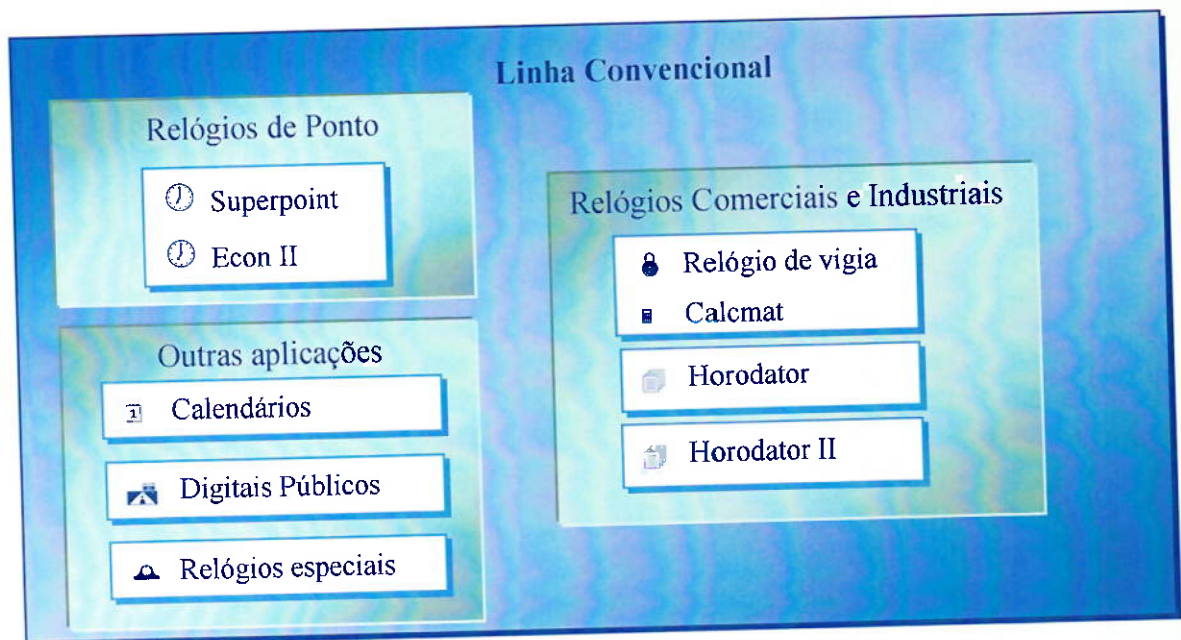 Linha Convencional
Relógios de Ponto
Superpoint
Econ II
Outras aplicações
Calendários
Digitais Públicos
Relógios especiais
Relógios Comerciais e Industriais
Relógio de vigia
Calcmat
Horodator
Horodator II